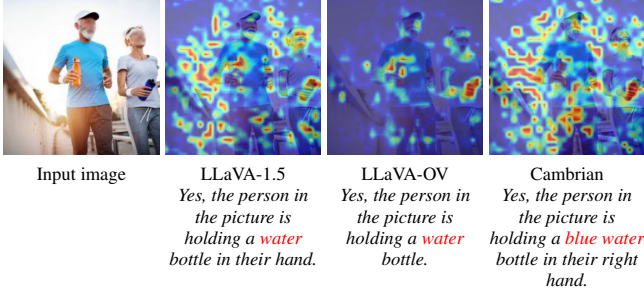 Input image
LLaVA-1.5
Yes, the person in
the picture is
holding a water
bottle in their hand.
LLaVA-OV
Yes, the person in
the picture is
holding a water
bottle.
Cambrian
Yes, the person in
the picture is
holding a blue water
bottle in their right
hand.